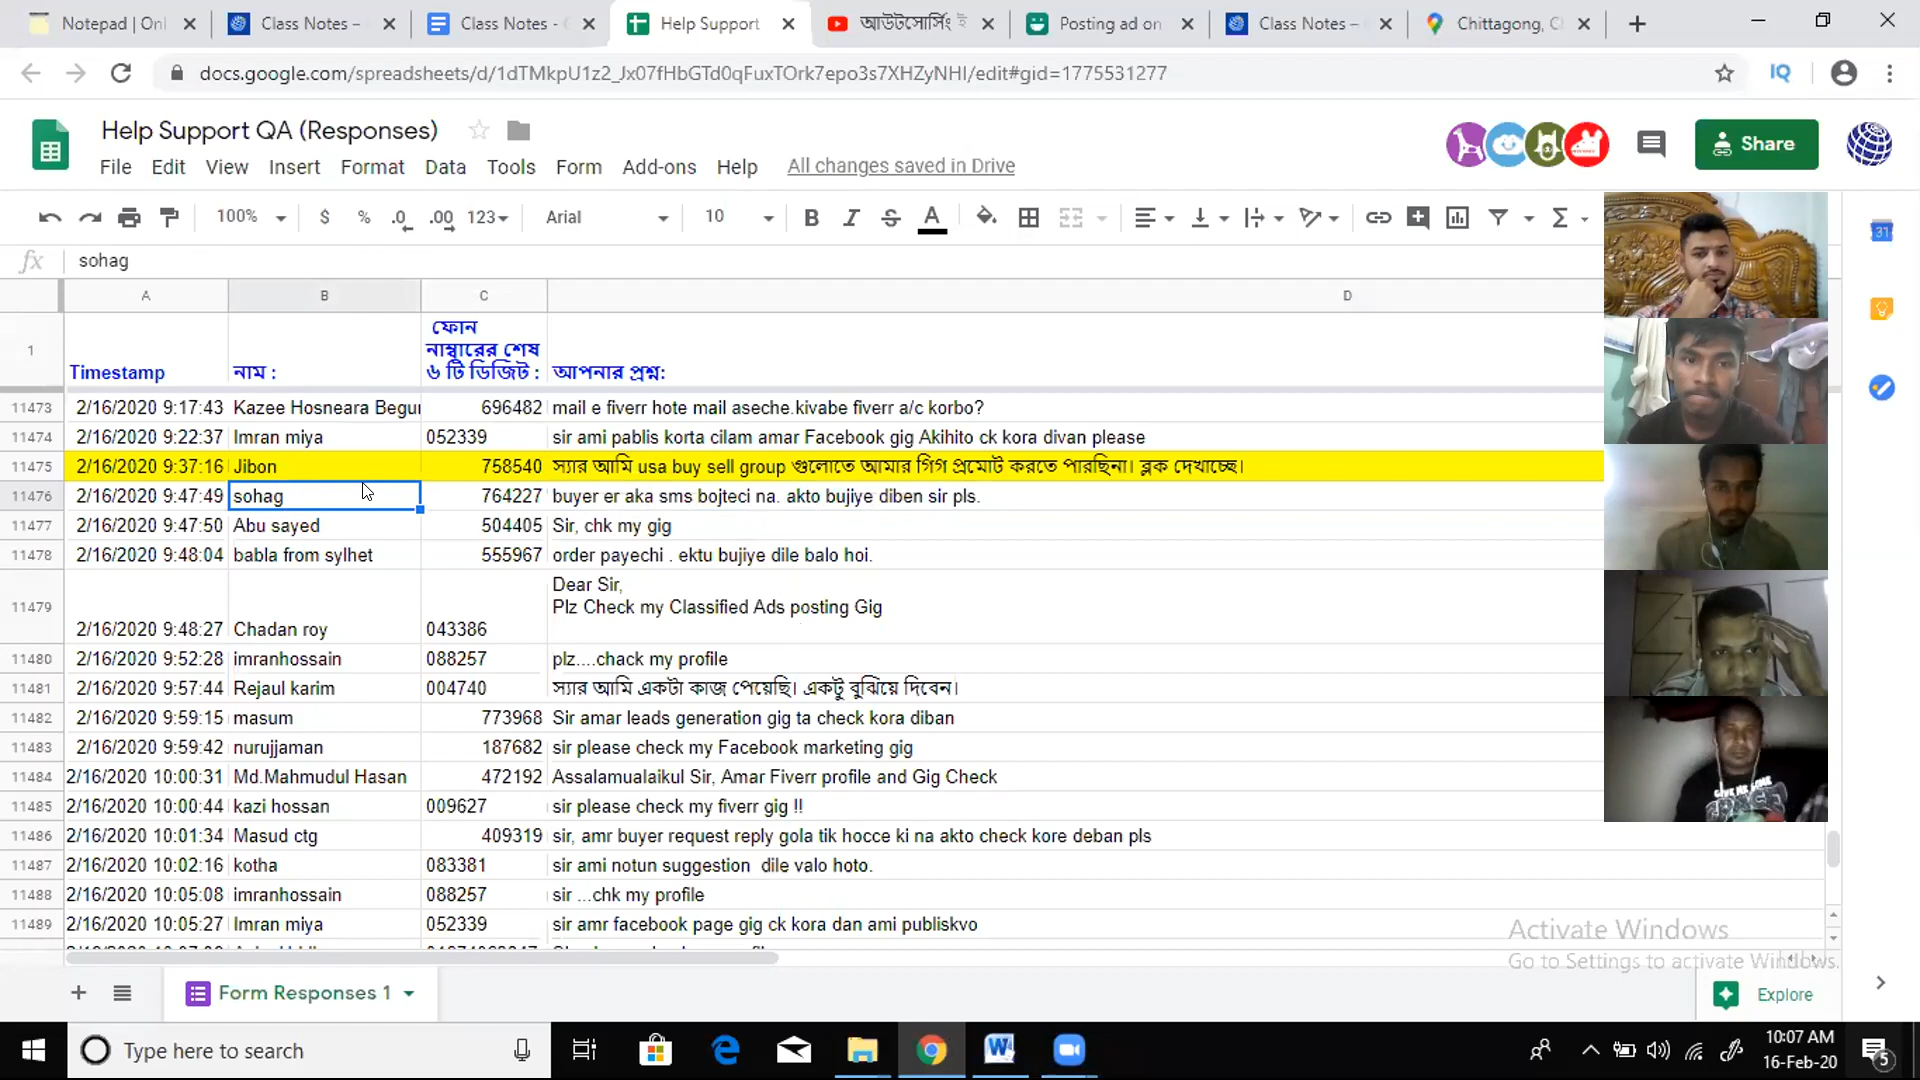 Notepad | Onl
Class Notes –
Class Notes -
Help Support
আউটসোর্সিং ই
Posting ad on
Class Notes –
Chittagong, C
docs.google.com/spreadsheets/d/1dTMkpU1z2_Jx07fHbGTd0qFuxTOrk7epo3s7XHZyNHI/edit#gid=1775531277
IQ
Help Support QA (Responses)
Share
File Edit View Insert Format Data Tools Form Add-ons Help All changes saved in Drive
100% $ % .0 .00 123 Arial 10 B I S A Σ
31
fx sohag
A B C D
1 Timestamp নাম : ফোন নাম্বারের শেষ ৬ টি ডিজিট : আপনার প্রশ্ন:
11473 2/16/2020 9:17:43 Kazee Hosneara Begu 696482 mail e fiverr hote mail aseche.kivabe fiverr a/c korbo?
11474 2/16/2020 9:22:37 Imran miya 052339 sir ami pablis korta cilam amar Facebook gig Akihito ck kora divan please
11475 2/16/2020 9:37:16 Jibon 758540 স্যার আমি usa buy sell group গুলোতে আমার গিগ প্রমোট করতে পারছিনা। ব্লক দেখাচ্ছে।
11476 2/16/2020 9:47:49 sohag 764227 buyer er aka sms bojteci na. akto bujiye diben sir pls.
11477 2/16/2020 9:47:50 Abu sayed 504405 Sir, chk my gig
11478 2/16/2020 9:48:04 babla from sylhet 555967 order payechi . ektu bujiye dile balo hoi.
Dear Sir,
11479 2/16/2020 9:48:27 Chadan roy 043386 Plz Check my Classified Ads posting Gig
11480 2/16/2020 9:52:28 imranhossain 088257 plz....chack my profile
11481 2/16/2020 9:57:44 Rejaul karim 004740 স্যার আমি একটা কাজ পেয়েছি। একটু বুঝিয়ে দিবেন।
11482 2/16/2020 9:59:15 masum 773968 Sir amar leads generation gig ta check kora diban
11483 2/16/2020 9:59:42 nurujjaman 187682 sir please check my Facebook marketing gig
11484 2/16/2020 10:00:31 Md.Mahmudul Hasan 472192 Assalamualaikul Sir, Amar Fiverr profile and Gig Check
11485 2/16/2020 10:00:44 kazi hossan 009627 sir please check my fiverr gig !!
11486 2/16/2020 10:01:34 Masud ctg 409319 sir, amr buyer request reply gola tik hocce ki na akto check kore deban pls
11487 2/16/2020 10:02:16 kotha 083381 sir ami notun suggestion dile valo hoto.
11488 2/16/2020 10:05:08 imranhossain 088257 sir ...chk my profile
11489 2/16/2020 10:05:27 Imran miya 052339 sir amr facebook page gig ck kora dan ami publiskvo
Activate Windows
Go to Settings to activate Windows.
Form Responses 1
Explore
Type here to search
10:07 AM
16-Feb-20
5